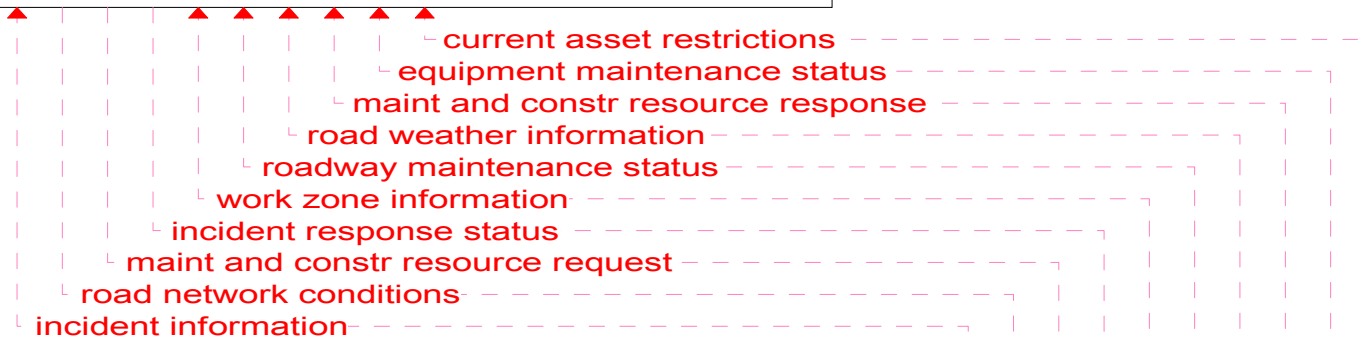 current asset restrictions
equipment maintenance status
maint and constr resource response
road weather information
roadway maintenance status
work zone information
incident response status
maint and constr resource request
road network conditions
incident information